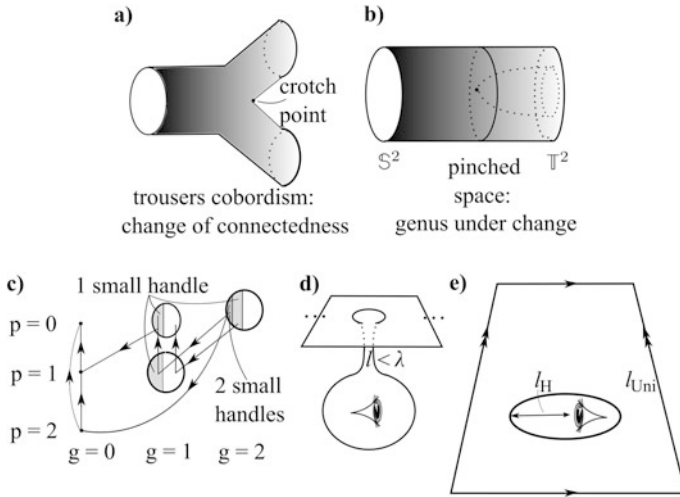 a)
crotch
point
trousers cobordism:
change of connectedness
b)
𝕊²
𝕋²
pinched
space:
genus under change
c)
1 small handle
p = 0
p = 1
p = 2
2 small
handles
g = 0 g = 1 g = 2
d)
... ...
l < λ
e)
l_H
l_Uni